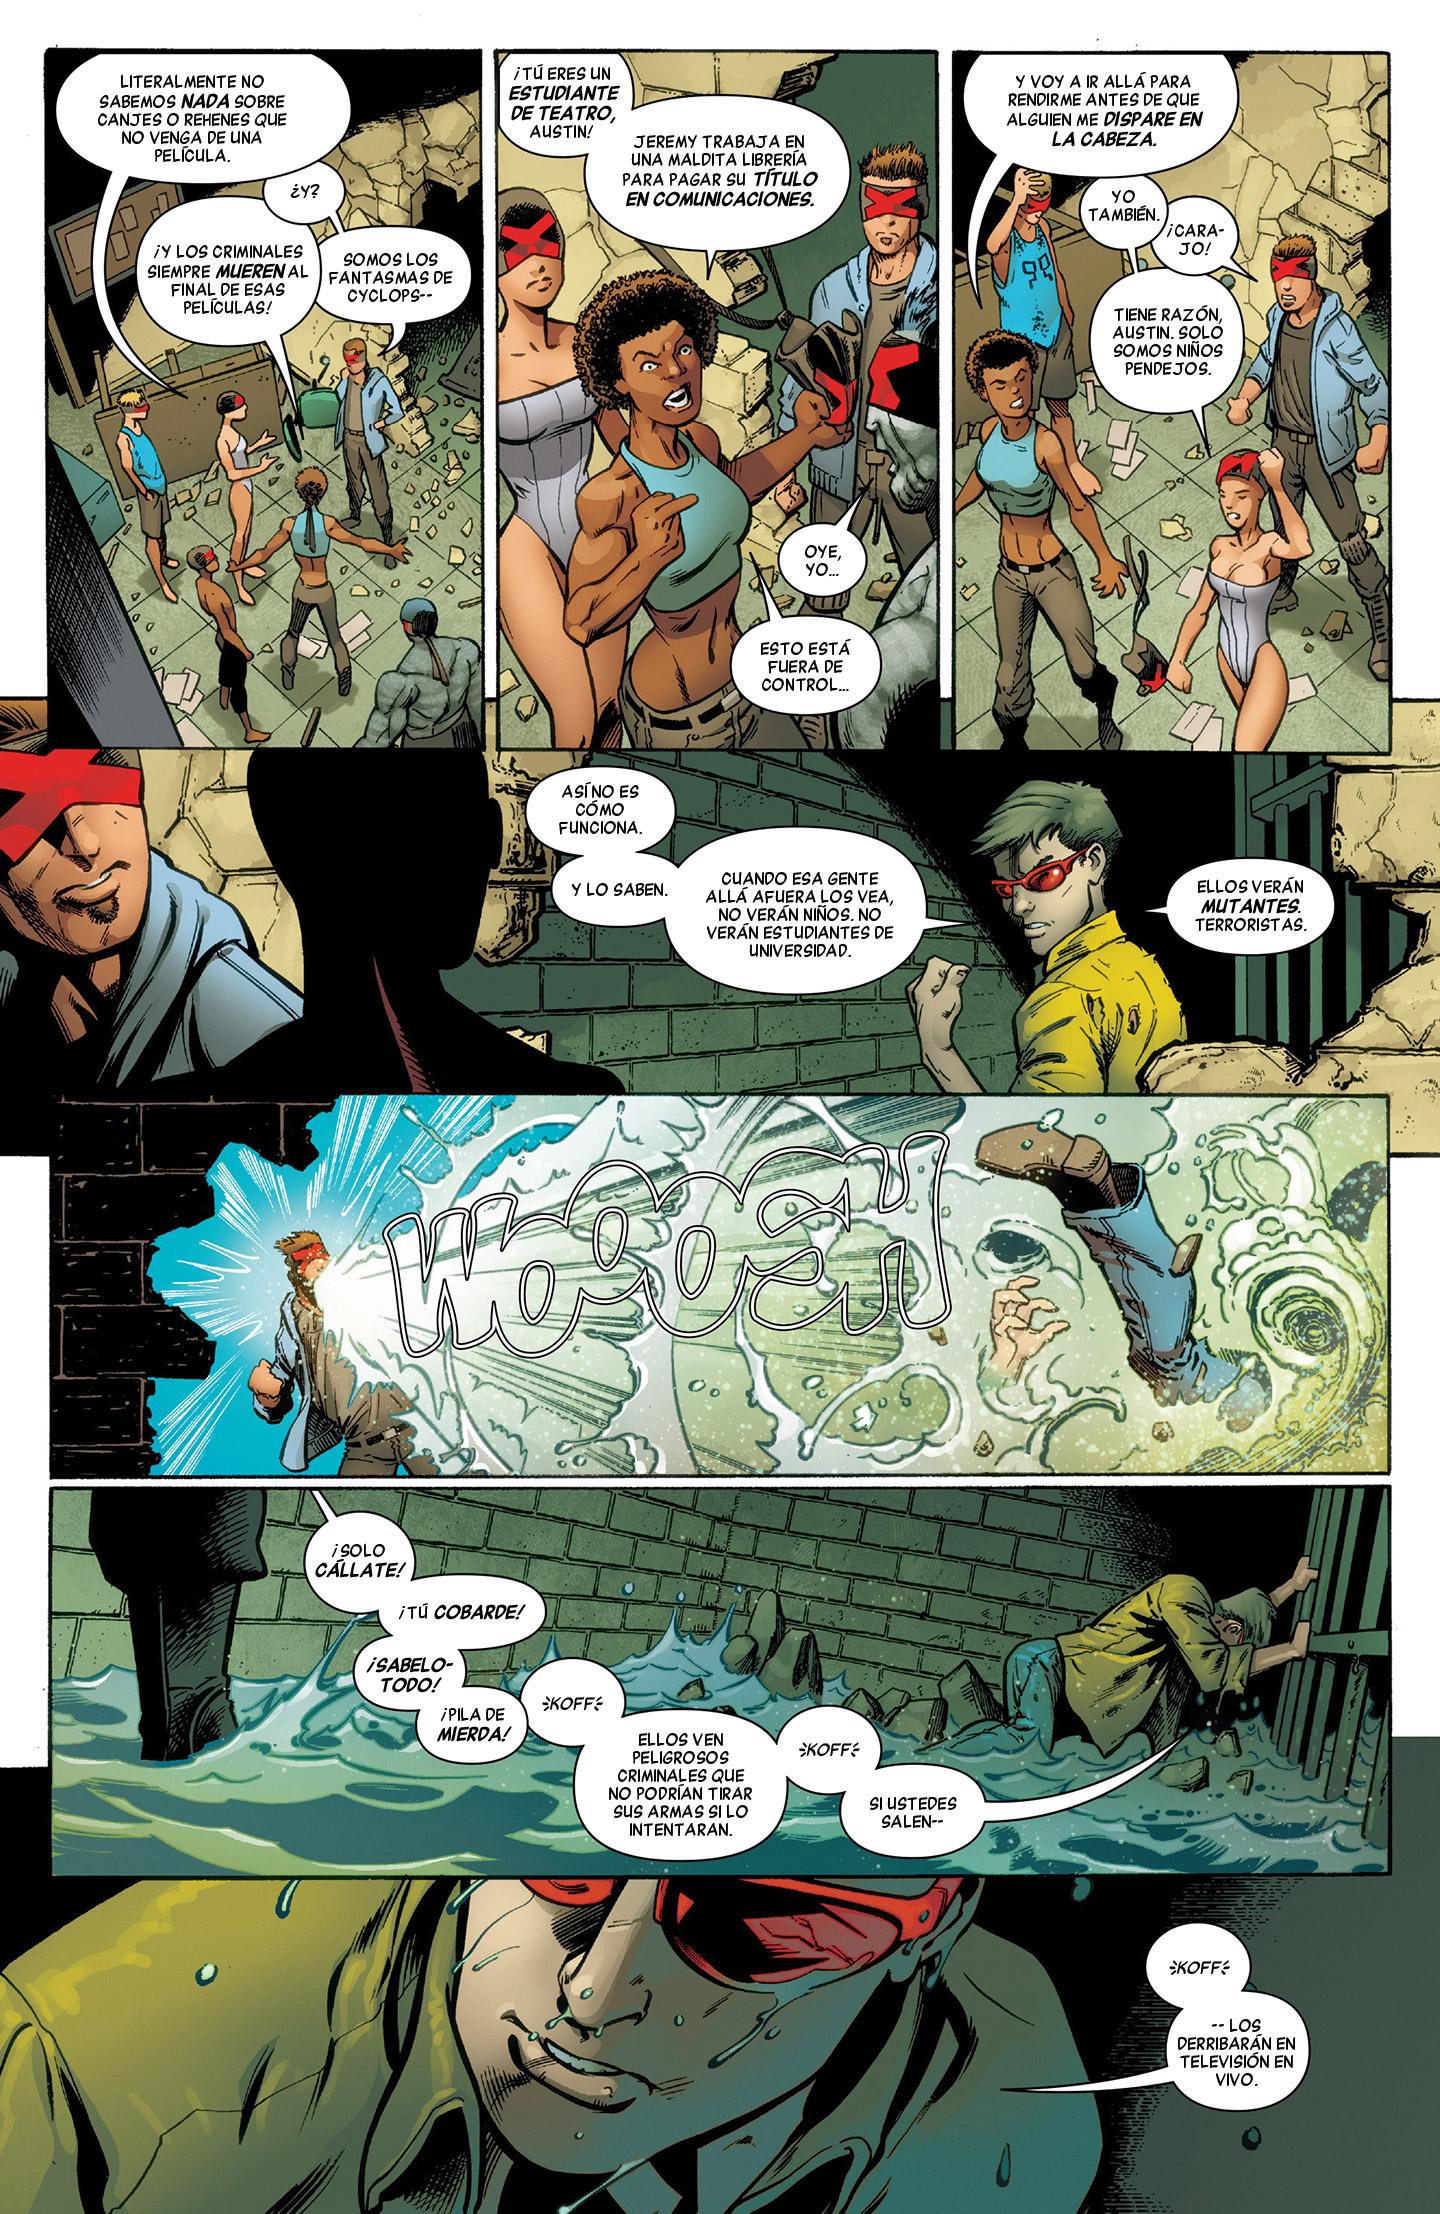 LITERALMENTE NO
SABEMOS NADA SOBRE
CANJES O REHENES QUE
NO VENGA DE UNA
PELÍCULA.
¿Y?
¡Y LOS CRIMINALES
SIEMPRE MUEREN AL
FINAL DE ESAS
PELÍCULAS!
SOMOS LOS
FANTASMAS DE
CYCLOPS--
¡TÚ ERES UN
ESTUDIANTE
DE TEATRO,
AUSTIN!
JEREMY TRABAJA EN
UNA MALDITA LIBRERÍA
PARA PAGAR SU TÍTULO
EN COMUNICACIONES.
OYE,
YO...
ESTO ESTÁ
FUERA DE
CONTROL...
Y VOY A IR ALLÁ PARA
RENDIRME ANTES DE QUE
ALGUIEN ME DISPARE EN
LA CABEZA.
YO
TAMBIÉN.
¡CARA-
JO!
TIENE RAZÓN,
AUSTIN. SOLO
SOMOS NIÑOS
PENDEJOS.
ASÍ NO ES
CÓMO
FUNCIONA.
Y LO SABEN.
CUANDO ESA GENTE
ALLÁ AFUERA LOS VEA,
NO VERÁN NIÑOS. NO
VERÁN ESTUDIANTES DE
UNIVERSIDAD.
ELLOS VERÁN
MUTANTES.
TERRORISTAS.
WOOOSH
¡SOLO
CÁLLATE!
¡TÚ COBARDE!
¡SABELO-
TODO!
¡PILA DE
MIERDA!
KOFF
ELLOS VEN
PELIGROSOS
CRIMINALES QUE
NO PODRÍAN TIRAR
SUS ARMAS SI LO
INTENTARAN.
KOFF
SI USTEDES
SALEN--
KOFF
-- LOS
DERRIBARÁN EN
TELEVISIÓN EN
VIVO.